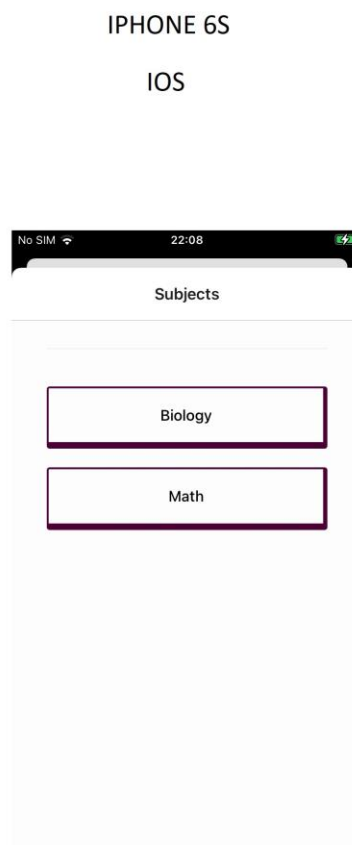 IPHONE 6S
IOS
No SIM 22:08
Subjects
Biology
Math